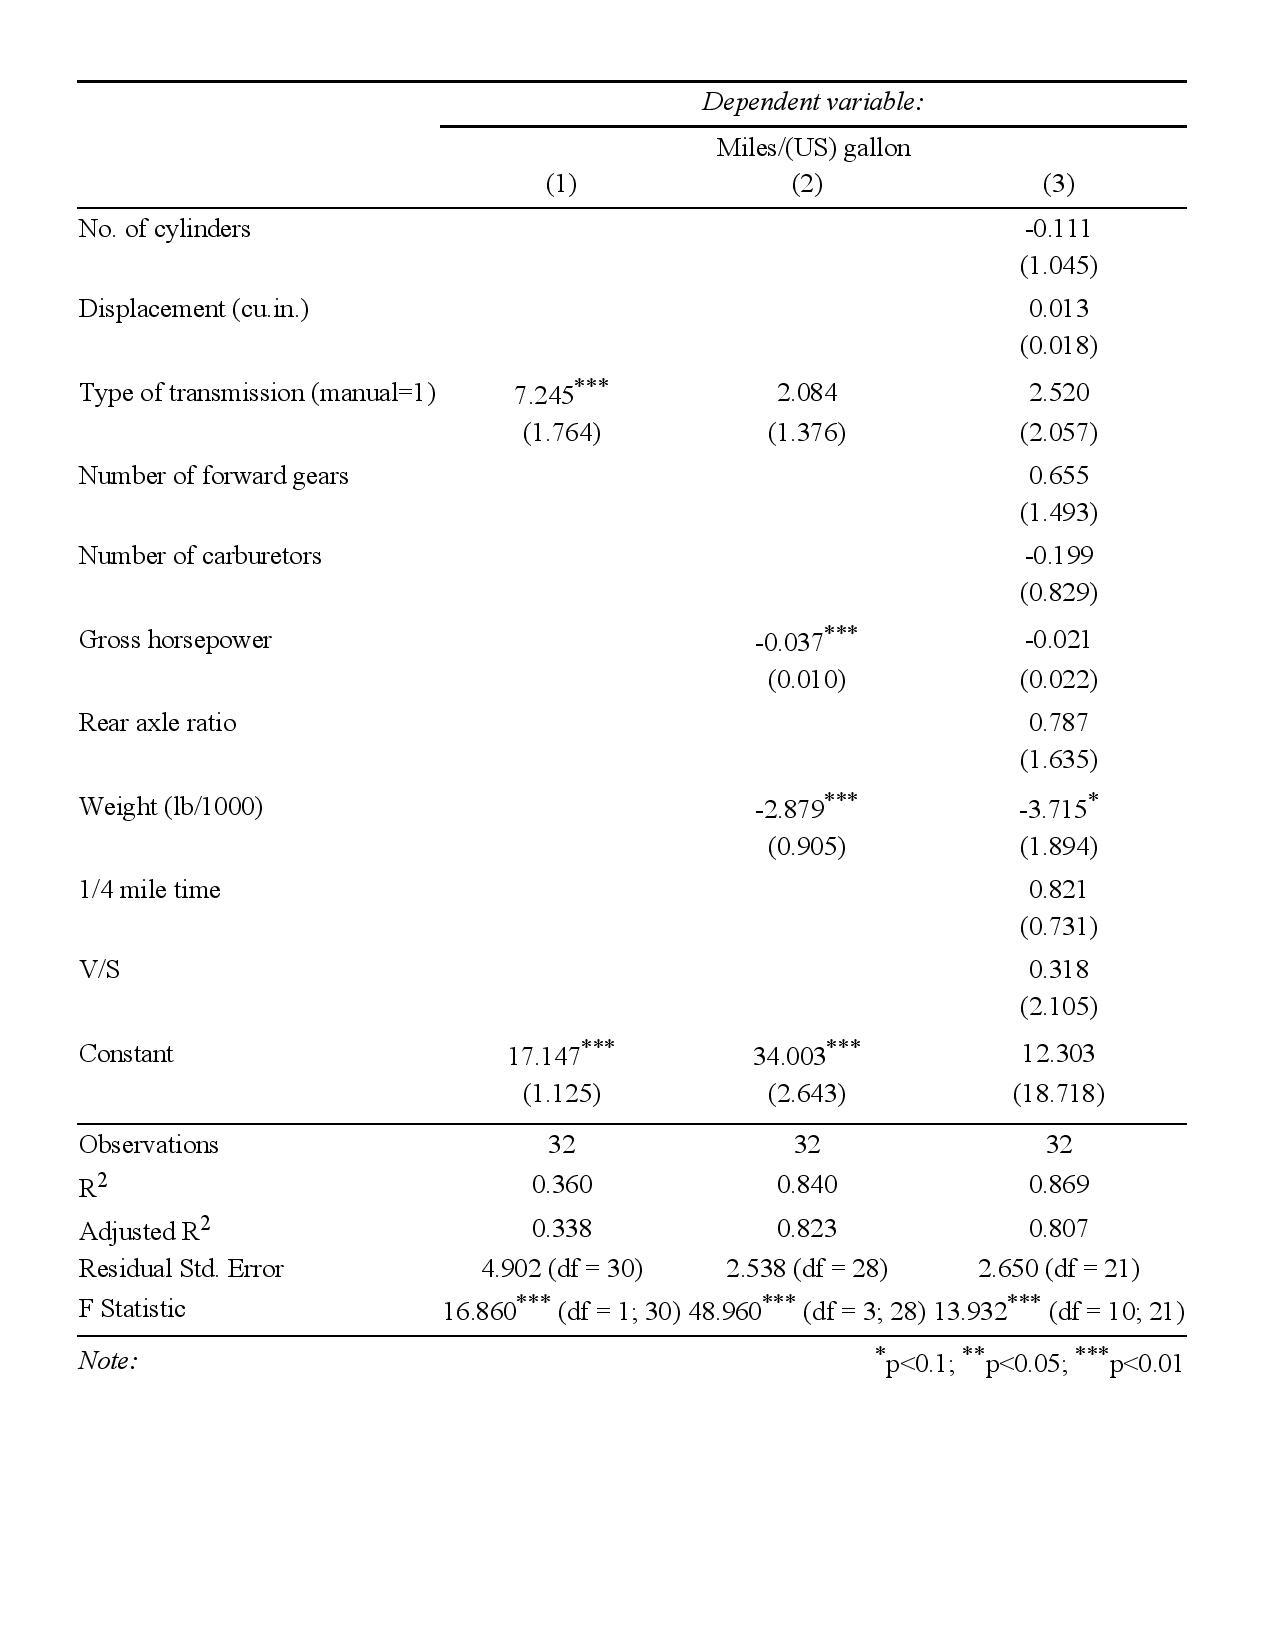 Dependent variable:
Miles/(US) gallon
(1) (2) (3)
No. of cylinders -0.111
(1.045)
Displacement (cu.in.) 0.013
(0.018)
Type of transmission (manual=1) 7.245*** 2.084 2.520
(1.764) (1.376) (2.057)
Number of forward gears 0.655
(1.493)
Number of carburetors -0.199
(0.829)
Gross horsepower -0.037*** -0.021
(0.010) (0.022)
Rear axle ratio 0.787
(1.635)
Weight (lb/1000) -2.879*** -3.715*
(0.905) (1.894)
1/4 mile time 0.821
(0.731)
V/S 0.318
(2.105)
Constant 17.147*** 34.003*** 12.303
(1.125) (2.643) (18.718)
Observations 32 32 32
R2 0.360 0.840 0.869
Adjusted R2 0.338 0.823 0.807
Residual Std. Error 4.902 (df = 30) 2.538 (df = 28) 2.650 (df = 21)
F Statistic 16.860*** (df = 1; 30) 48.960*** (df = 3; 28) 13.932*** (df = 10; 21)
Note: *p<0.1; **p<0.05; ***p<0.01